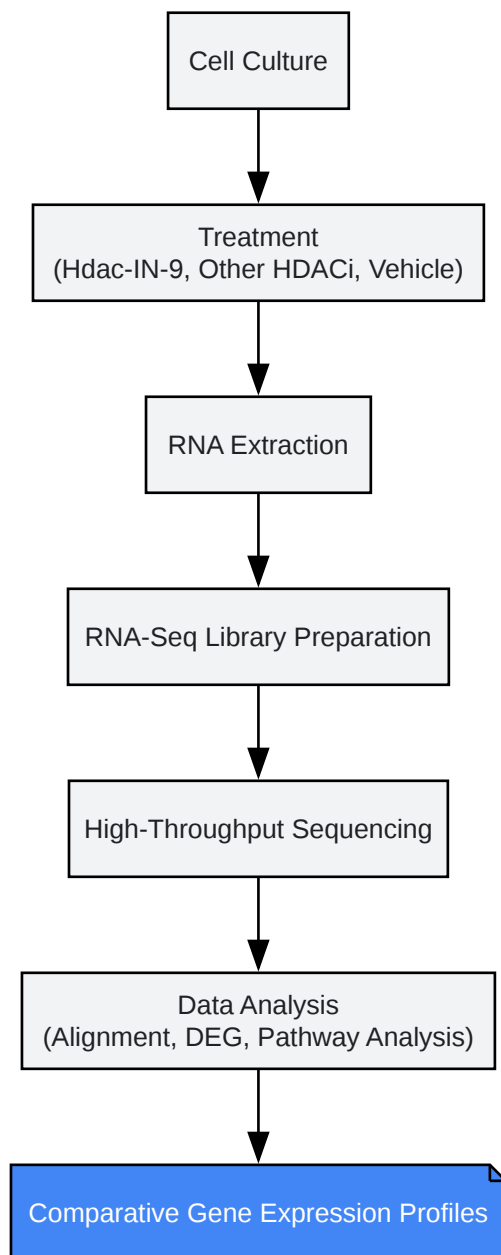 Cell Culture
Treatment
(Hdac-IN-9, Other HDACi, Vehicle)
RNA Extraction
RNA-Seq Library Preparation
High-Throughput Sequencing
Data Analysis
(Alignment, DEG, Pathway Analysis)
Comparative Gene Expression Profiles